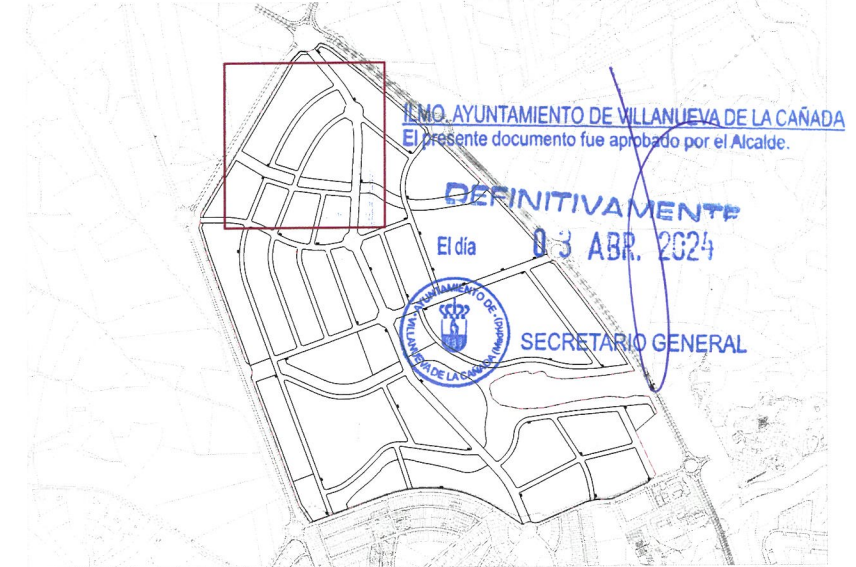 ILMO. AYUNTAMIENTO DE VILLANUEVA DE LA CAÑADA
El presente documento fue aprobado por el Alcalde.
DEFINITIVAMENTE
El día 03 ABR. 2024
AYUNTAMIENTO DE
VILLANUEVA DE LA CAÑADA (Madrid)
SECRETARIO GENERAL